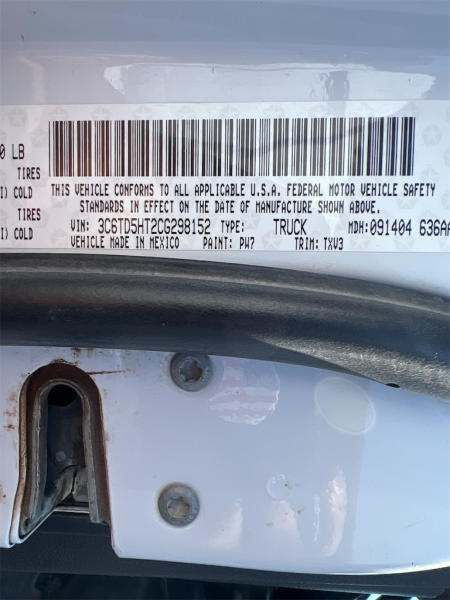 0 LB
TIRES
I) COLD
TIRES
I) COLD
THIS VEHICLE CONFORMS TO ALL APPLICABLE U.S.A. FEDERAL MOTOR VEHICLE SAFETY
STANDARDS IN EFFECT ON THE DATE OF MANUFACTURE SHOWN ABOVE.
VIN: 3C6TD5HT2CG298152 TYPE: TRUCK MDH: 091404 636AA
VEHICLE MADE IN MEXICO PAINT: PW7 TRIM: TXV3